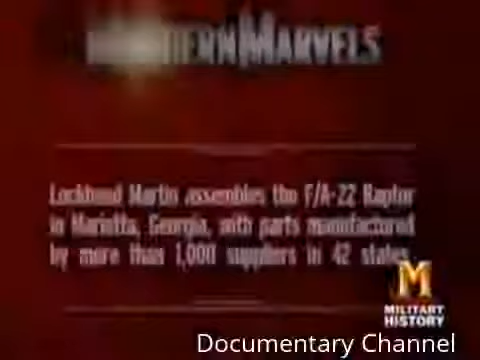 MODERN MARVELS
Lockheed Martin assembles the F/A-22 Raptor
in Marietta, Georgia, with parts manufactured
by more than 1,000 suppliers in 42 states.
M
MILITARY
HISTORY
Documentary Channel